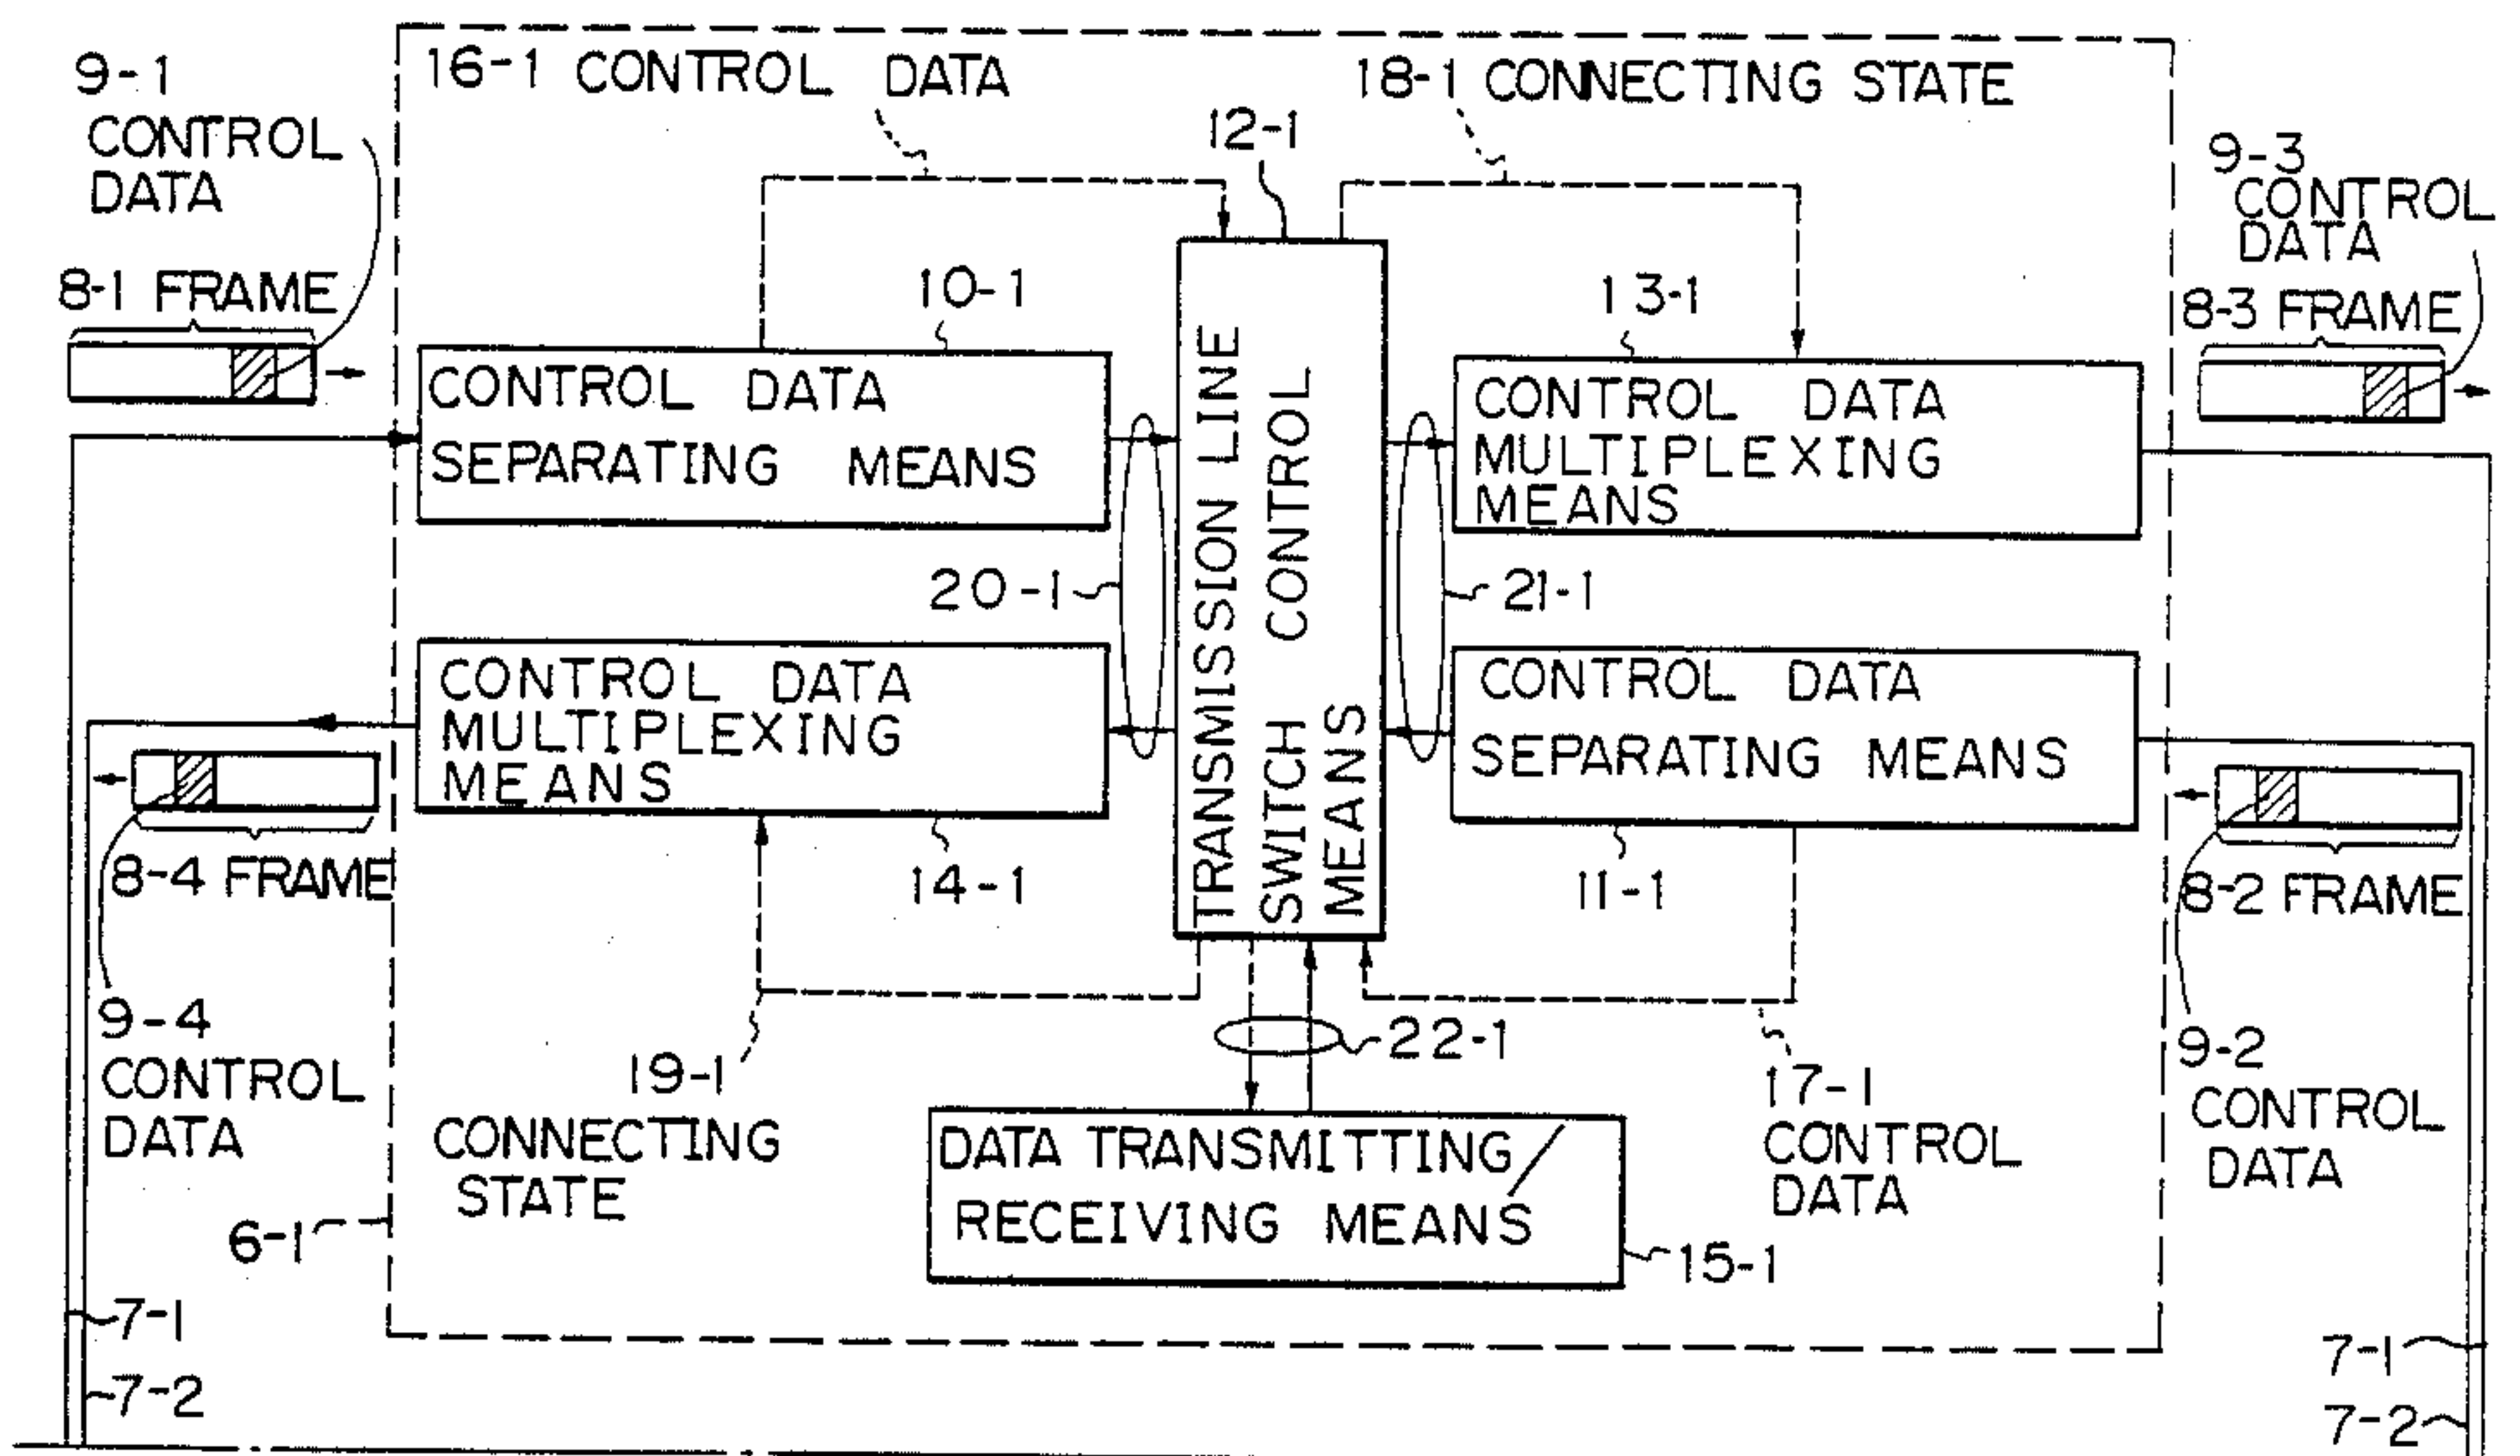 9-1
CONTROL
DATA
16-1 CONTROL DATA
18-1 CONNECTING STATE
12-1
9-3
CONTROL
DATA
8-1 FRAME
10-1
13-1
8-3 FRAME
CONTROL DATA
SEPARATING MEANS
TRANSMISSION LINE
SWITCH CONTROL
MEANS
CONTROL DATA
MULTIPLEXING
MEANS
20-1
21-1
CONTROL DATA
MULTIPLEXING
MEANS
CONTROL DATA
SEPARATING MEANS
8-4 FRAME
14-1
11-1
8-2 FRAME
9-4
CONTROL
DATA
19-1
CONNECTING
STATE
22-1
17-1
CONTROL
DATA
9-2
CONTROL
DATA
DATA TRANSMITTING/
RECEIVING MEANS
6-1
15-1
7-1
7-2
7-1
7-2